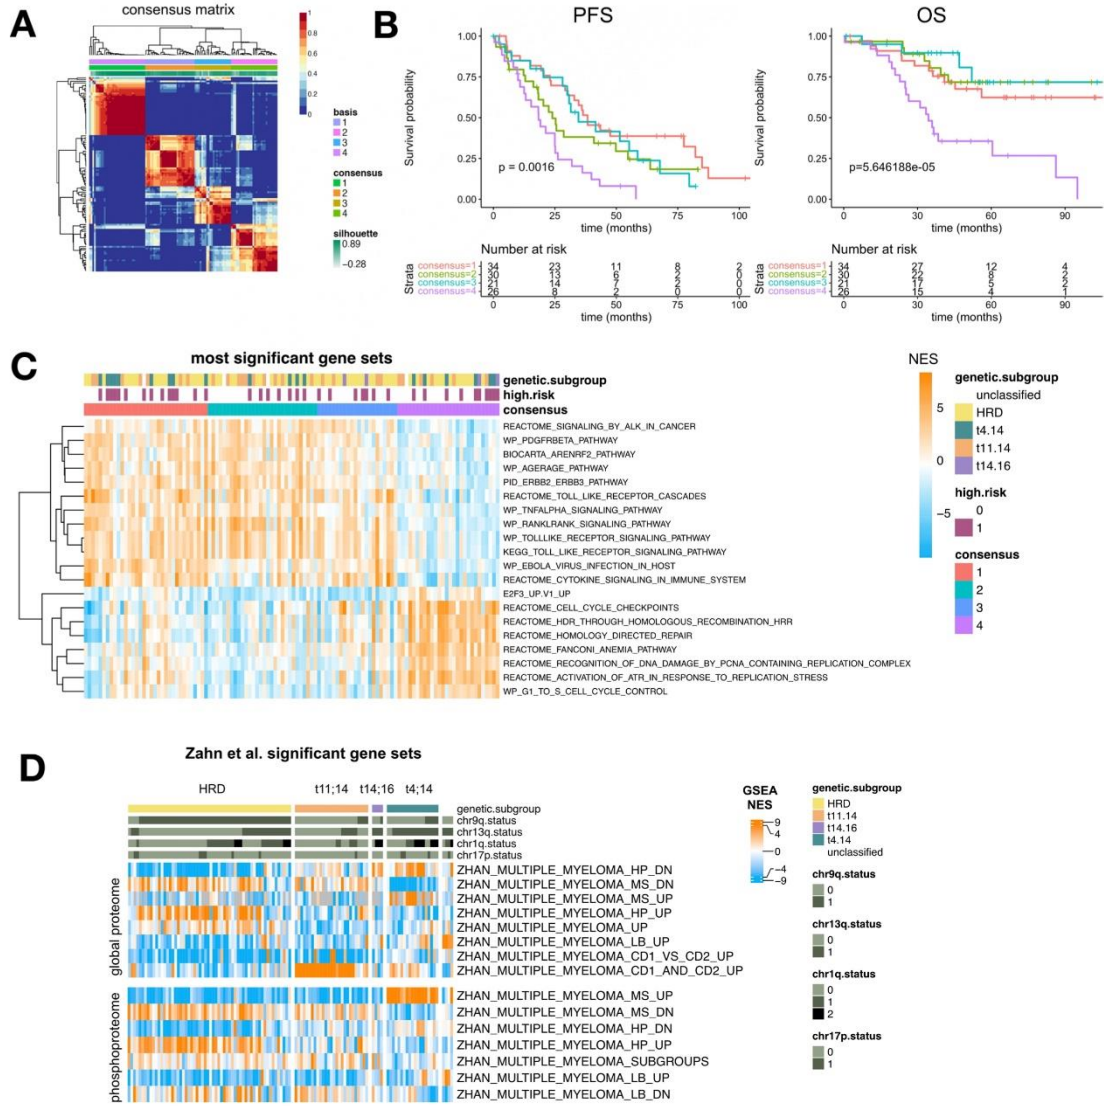 A
consensus matrix
1
0.8
0.6
0.4
0.2
0
basis
1
2
3
4
consensus
1
2
3
4
silhouette
0.89
−0.28
B
PFS
Survival probability
1.00
0.75
0.50
0.25
0.00
p = 0.0016
0 25 50 75 100
time (months)
Number at risk
Strata
consensus=1 34 23 11 8 2
consensus=2 30 13 6 2 0
consensus=3 21 14 7 2 0
consensus=4 26 8 2 0 0
0 25 50 75 100
time (months)
OS
Survival probability
1.00
0.75
0.50
0.25
0.00
p=5.646188e-05
0 30 60 90
time (months)
Number at risk
Strata
consensus=1 34 27 12 4
consensus=2 30 22 8 2
consensus=3 21 17 5 2
consensus=4 26 15 4 1
0 30 60 90
time (months)
C
most significant gene sets
genetic.subgroup
high.risk
consensus
REACTOME_SIGNALING_BY_ALK_IN_CANCER
WP_PDGFRBETA_PATHWAY
BIOCARTA_ARENRF2_PATHWAY
WP_AGERAGE_PATHWAY
PID_ERBB2_ERBB3_PATHWAY
REACTOME_TOLL_LIKE_RECEPTOR_CASCADES
WP_TNFALPHA_SIGNALING_PATHWAY
WP_RANKLRANK_SIGNALING_PATHWAY
WP_TOLLLIKE_RECEPTOR_SIGNALING_PATHWAY
KEGG_TOLL_LIKE_RECEPTOR_SIGNALING_PATHWAY
WP_EBOLA_VIRUS_INFECTION_IN_HOST
REACTOME_CYTOKINE_SIGNALING_IN_IMMUNE_SYSTEM
E2F3_UP.V1_UP
REACTOME_CELL_CYCLE_CHECKPOINTS
REACTOME_HDR_THROUGH_HOMOLOGOUS_RECOMBINATION_HRR
REACTOME_HOMOLOGY_DIRECTED_REPAIR
REACTOME_FANCONI_ANEMIA_PATHWAY
REACTOME_RECOGNITION_OF_DNA_DAMAGE_BY_PCNA_CONTAINING_REPLICATION_COMPLEX
REACTOME_ACTIVATION_OF_ATR_IN_RESPONSE_TO_REPLICATION_STRESS
WP_G1_TO_S_CELL_CYCLE_CONTROL
NES
5
0
−5
genetic.subgroup
unclassified
HRD
t4.14
t11.14
t14.16
high.risk
0
1
consensus
1
2
3
4
D
Zahn et al. significant gene sets
HRD t11;14 t14;16 t4;14
genetic.subgroup
chr9q.status
chr13q.status
chr1q.status
chr17p.status
global proteome
ZHAN_MULTIPLE_MYELOMA_HP_DN
ZHAN_MULTIPLE_MYELOMA_MS_DN
ZHAN_MULTIPLE_MYELOMA_MS_UP
ZHAN_MULTIPLE_MYELOMA_HP_UP
ZHAN_MULTIPLE_MYELOMA_UP
ZHAN_MULTIPLE_MYELOMA_LB_UP
ZHAN_MULTIPLE_MYELOMA_CD1_VS_CD2_UP
ZHAN_MULTIPLE_MYELOMA_CD1_AND_CD2_UP
phosphoproteome
ZHAN_MULTIPLE_MYELOMA_MS_UP
ZHAN_MULTIPLE_MYELOMA_MS_DN
ZHAN_MULTIPLE_MYELOMA_HP_DN
ZHAN_MULTIPLE_MYELOMA_HP_UP
ZHAN_MULTIPLE_MYELOMA_SUBGROUPS
ZHAN_MULTIPLE_MYELOMA_LB_UP
ZHAN_MULTIPLE_MYELOMA_LB_DN
GSEA
NES
9
4
0
−4
−9
genetic.subgroup
HRD
t11.14
t14.16
t4.14
unclassified
chr9q.status
0
1
chr13q.status
0
1
chr1q.status
0
1
2
chr17p.status
0
1